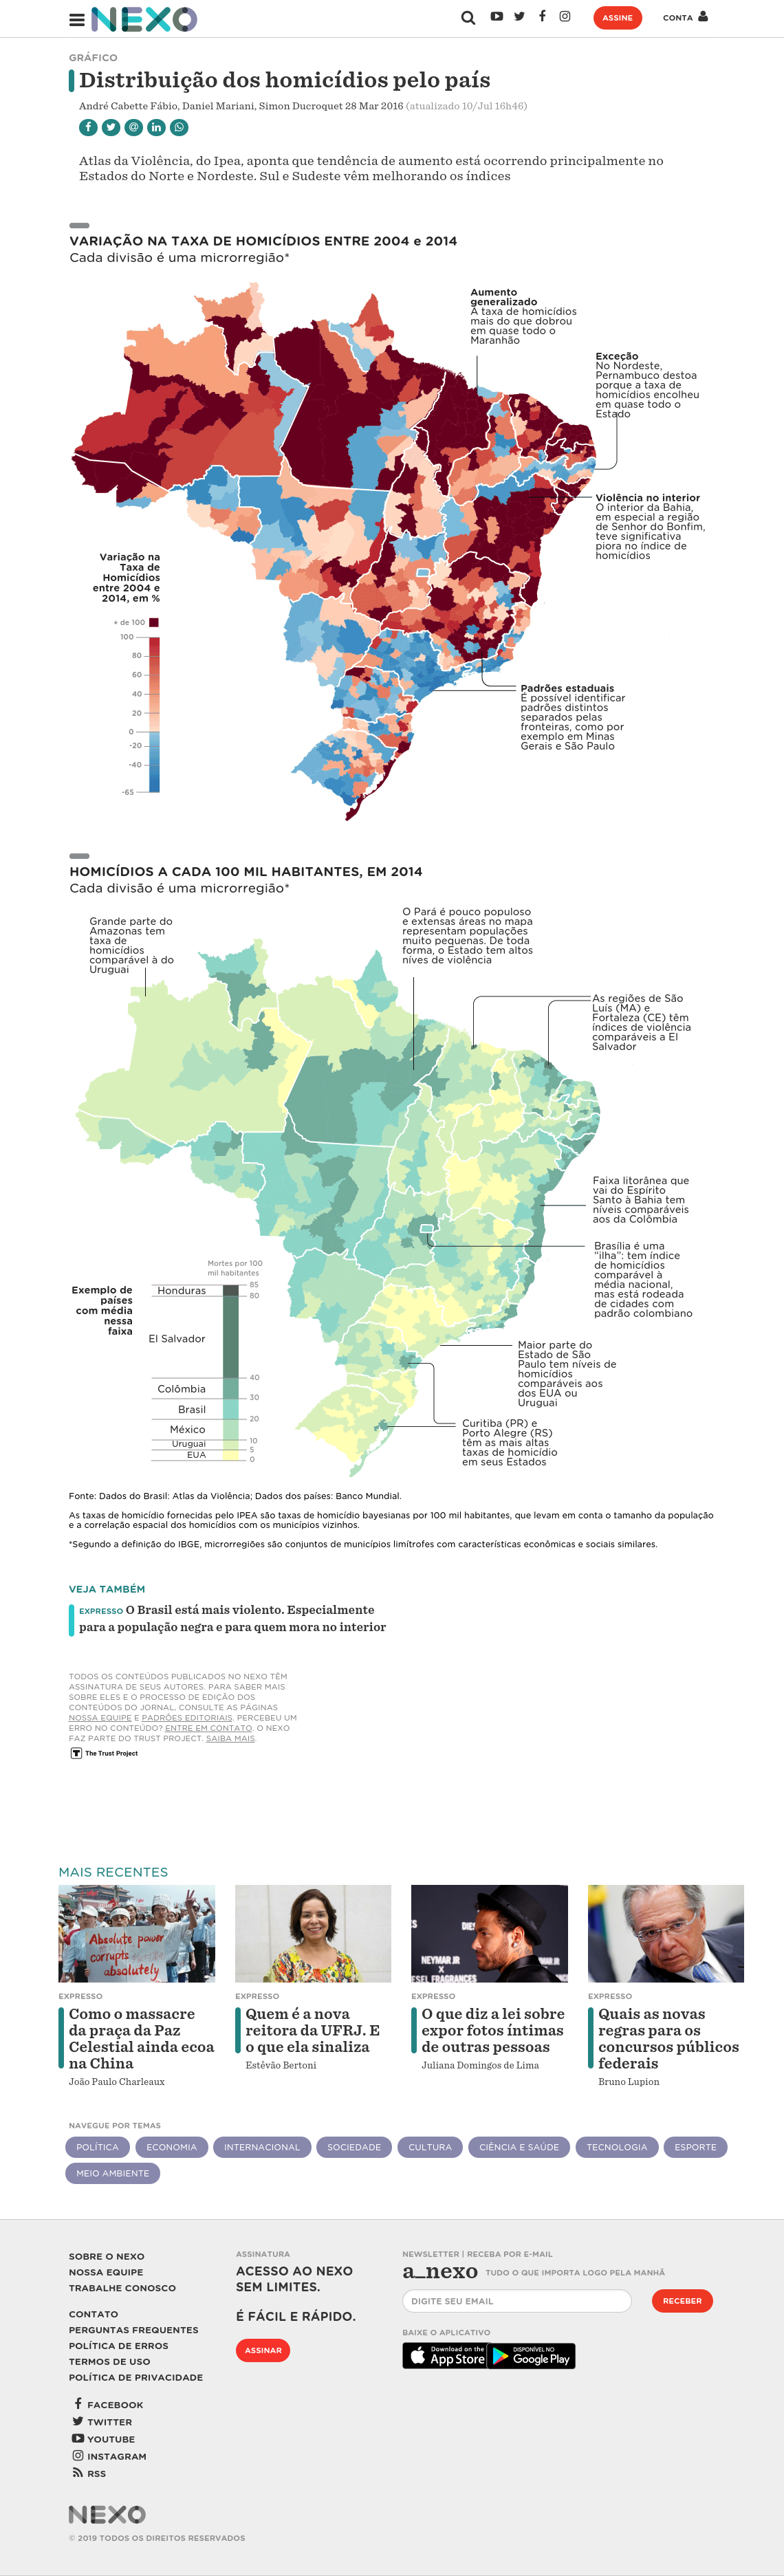 NEXO
ASSINE
CONTA
GRÁFICO
Distribuição dos homicídios pelo país
André Cabette Fábio, Daniel Mariani, Simon Ducroquet 28 Mar 2016 (atualizado 10/Jul 16h46)
Atlas da Violência, do Ipea, aponta que tendência de aumento está ocorrendo principalmente no
Estados do Norte e Nordeste. Sul e Sudeste vêm melhorando os índices
VARIAÇÃO NA TAXA DE HOMICÍDIOS ENTRE 2004 e 2014
Cada divisão é uma microrregião*
Aumento
generalizado
A taxa de homicídios
mais do que dobrou
em quase todo o
Maranhão
Exceção
No Nordeste,
Pernambuco destoa
porque a taxa de
homicídios encolheu
em quase todo o
Estado
Violência no interior
O interior da Bahia,
em especial a região
de Senhor do Bonfim,
teve significativa
piora no índice de
homicídios
Variação na
Taxa de
Homicídios
entre 2004 e
2014, em %
+ de 100
100
80
60
40
20
0
-20
-40
-65
Padrões estaduais
É possível identificar
padrões distintos
separados pelas
fronteiras, como por
exemplo em Minas
Gerais e São Paulo
HOMICÍDIOS A CADA 100 MIL HABITANTES, EM 2014
Cada divisão é uma microrregião*
Grande parte do
Amazonas tem
taxa de
homicídios
comparável à do
Uruguai
O Pará é pouco populoso
e extensas áreas no mapa
representam populações
muito pequenas. De toda
forma, o Estado tem altos
níves de violência
As regiões de São
Luís (MA) e
Fortaleza (CE) têm
índices de violência
comparáveis a El
Salvador
Faixa litorânea que
vai do Espírito
Santo à Bahia tem
níveis comparáveis
aos da Colômbia
Brasília é uma
"ilha": tem índice
de homicídios
comparável à
média nacional,
mas está rodeada
de cidades com
padrão colombiano
Exemplo de
países
com média
nessa
faixa
Mortes por 100
mil habitantes
Honduras
85
80
El Salvador
40
Colômbia
30
Brasil
20
México
10
Uruguai
5
EUA
0
Maior parte do
Estado de São
Paulo tem níveis de
homicídios
comparáveis aos
dos EUA ou
Uruguai
Curitiba (PR) e
Porto Alegre (RS)
têm as mais altas
taxas de homicídio
em seus Estados
Fonte: Dados do Brasil: Atlas da Violência; Dados dos países: Banco Mundial.
As taxas de homicídio fornecidas pelo IPEA são taxas de homicídio bayesianas por 100 mil habitantes, que levam em conta o tamanho da população
e a correlação espacial dos homicídios com os municípios vizinhos.
*Segundo a definição do IBGE, microrregiões são conjuntos de municípios limítrofes com características econômicas e sociais similares.
VEJA TAMBÉM
EXPRESSO O Brasil está mais violento. Especialmente
para a população negra e para quem mora no interior
TODOS OS CONTEÚDOS PUBLICADOS NO NEXO TÊM
ASSINATURA DE SEUS AUTORES. PARA SABER MAIS
SOBRE ELES E O PROCESSO DE EDIÇÃO DOS
CONTEÚDOS DO JORNAL, CONSULTE AS PÁGINAS
NOSSA EQUIPE E PADRÕES EDITORIAIS. PERCEBEU UM
ERRO NO CONTEÚDO? ENTRE EM CONTATO. O NEXO
FAZ PARTE DO TRUST PROJECT. SAIBA MAIS.
The Trust Project
MAIS RECENTES
Absolute power
corrupts
absolutely
NEYMAR JR
X
EXPRESSO
Como o massacre
da praça da Paz
Celestial ainda ecoa
na China
João Paulo Charleaux
EXPRESSO
Quem é a nova
reitora da UFRJ. E
o que ela sinaliza
Estêvão Bertoni
EXPRESSO
O que diz a lei sobre
expor fotos íntimas
de outras pessoas
Juliana Domingos de Lima
EXPRESSO
Quais as novas
regras para os
concursos públicos
federais
Bruno Lupion
NAVEGUE POR TEMAS
POLÍTICA
ECONOMIA
INTERNACIONAL
SOCIEDADE
CULTURA
CIÊNCIA E SAÚDE
TECNOLOGIA
ESPORTE
MEIO AMBIENTE
SOBRE O NEXO
NOSSA EQUIPE
TRABALHE CONOSCO
CONTATO
PERGUNTAS FREQUENTES
POLÍTICA DE ERROS
TERMOS DE USO
POLÍTICA DE PRIVACIDADE
FACEBOOK
TWITTER
YOUTUBE
INSTAGRAM
RSS
ASSINATURA
ACESSO AO NEXO
SEM LIMITES.
É FÁCIL E RÁPIDO.
ASSINAR
NEWSLETTER | RECEBA POR E-MAIL
a_nexo TUDO O QUE IMPORTA LOGO PELA MANHÃ
DIGITE SEU EMAIL
RECEBER
BAIXE O APLICATIVO
Download on the
App Store
DISPONÍVEL NO
Google Play
NEXO
© 2019 TODOS OS DIREITOS RESERVADOS